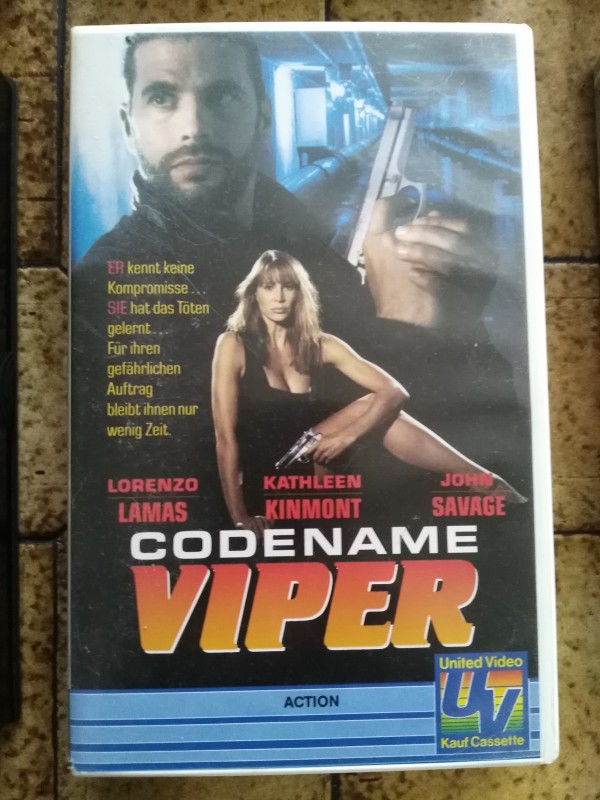 ER kennt keine
Kompromisse...
SIE hat das Töten
gelernt...
Für ihren
gefährlichen
Auftrag
bleibt ihnen nur
wenig Zeit.
LORENZO
LAMAS
KATHLEEN
KINMONT
JOHN
SAVAGE
CODENAME
VIPER
ACTION
United Video
UV
Kauf Cassette